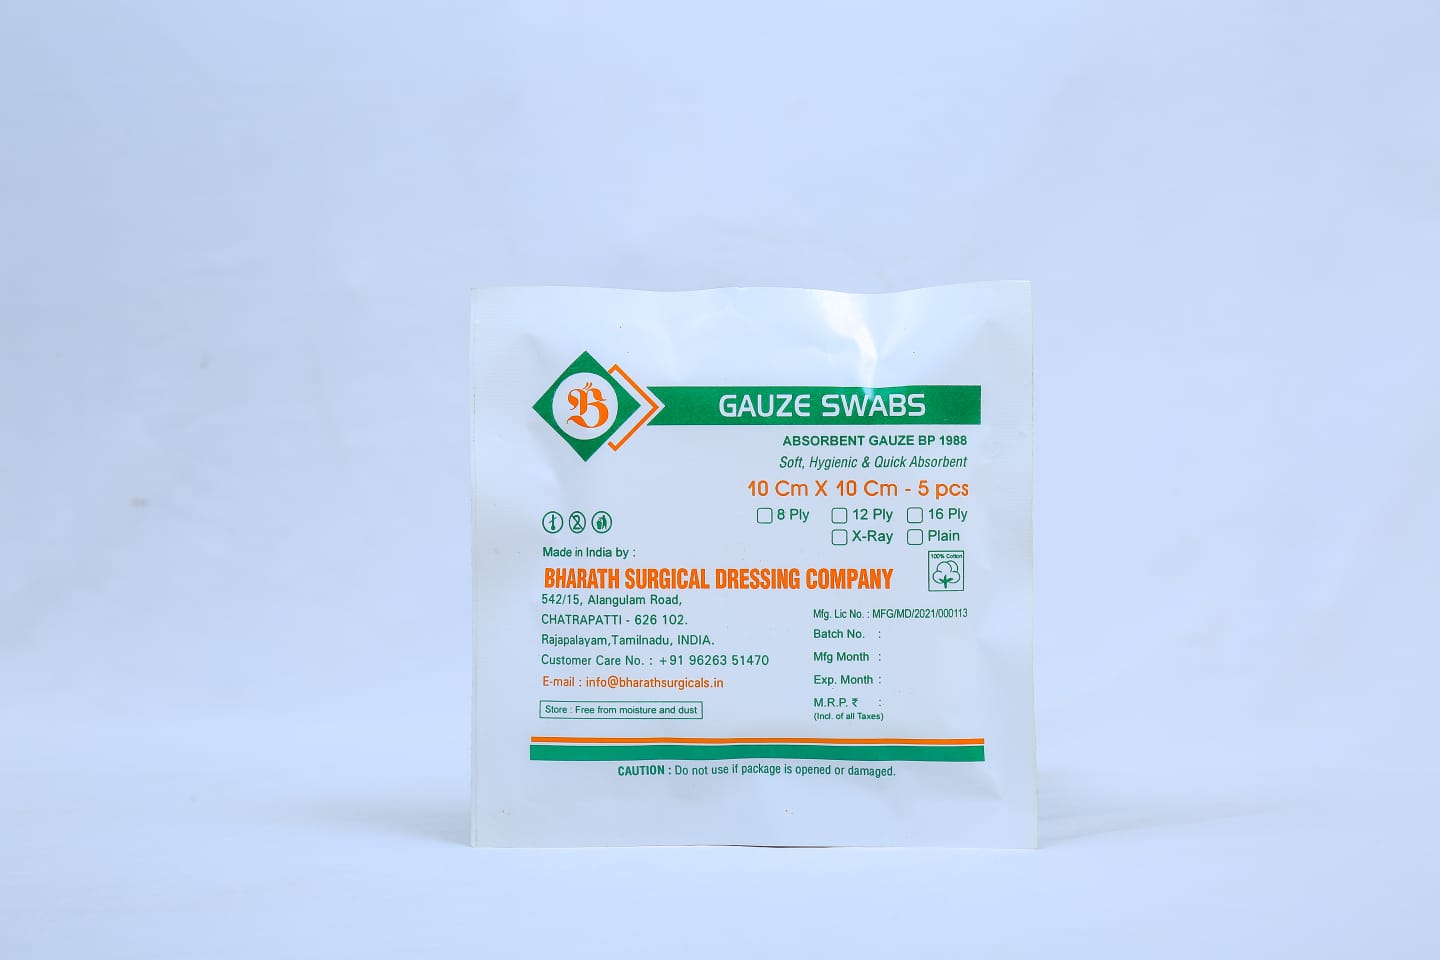 B
GAUZE SWABS
ABSORBENT GAUZE BP 1988
Soft, Hygienic & Quick Absorbent
10 Cm X 10 Cm - 5 pcs
8 Ply 12 Ply 16 Ply
X-Ray Plain
2
Made in India by :
100% Cotton
BHARATH SURGICAL DRESSING COMPANY
542/15, Alangulam Road,
CHATRAPATTI - 626 102.
Rajapalayam,Tamilnadu, INDIA.
Customer Care No. : +91 96263 51470
E-mail : info@bharathsurgicals.in
Store : Free from moisture and dust
Mfg. Lic No. : MFG/MD/2021/000113
Batch No. :
Mfg Month :
Exp. Month :
M.R.P. ₹ :
(Incl. of all Taxes)
CAUTION : Do not use if package is opened or damaged.